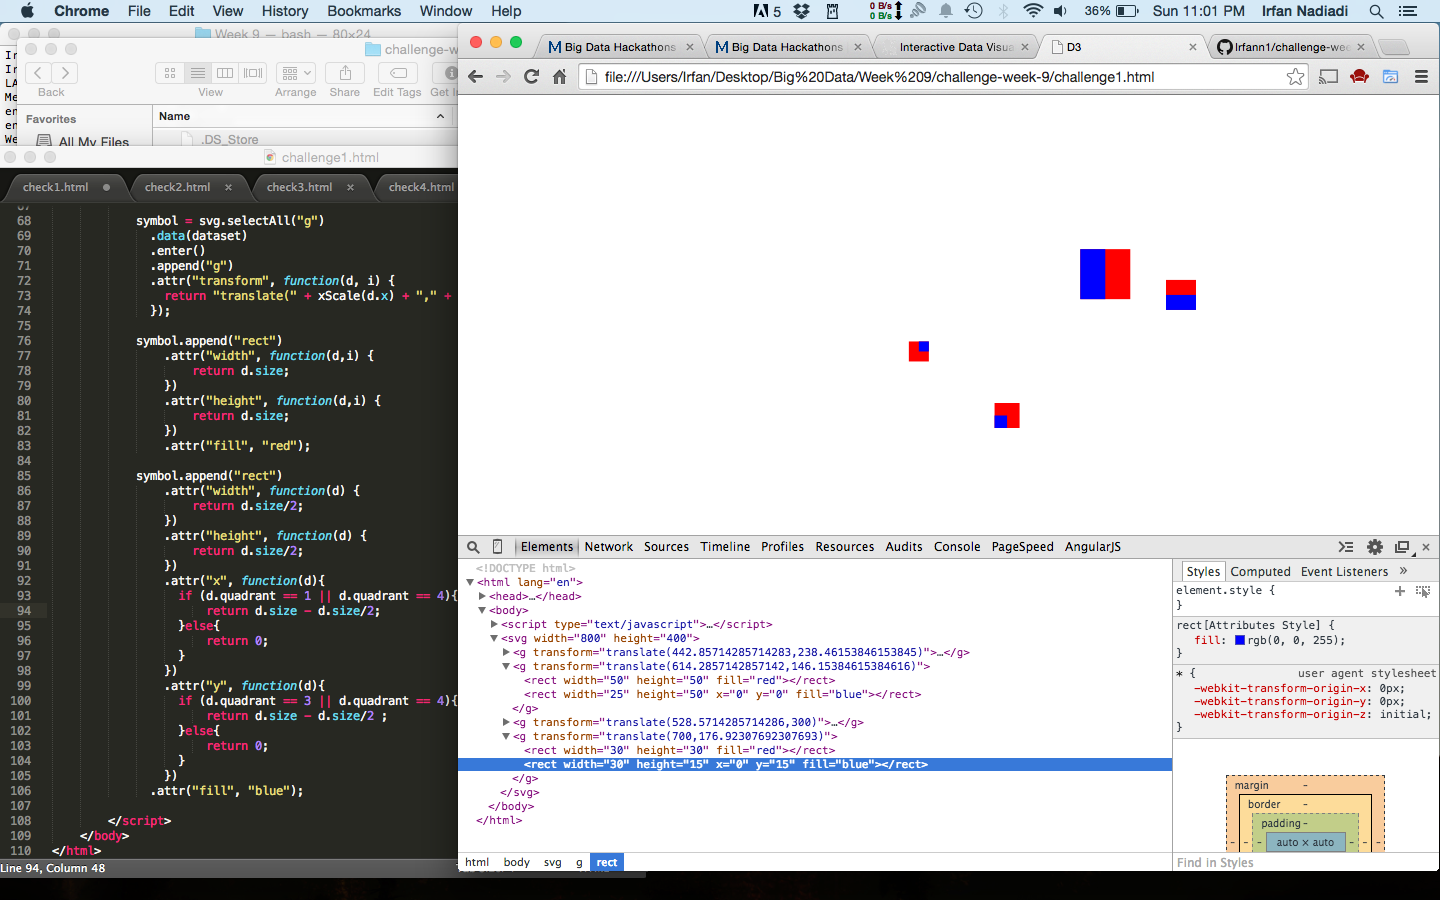 Chrome File Edit View History Bookmarks Window Help 5 0 B/s 0 B/s 36% Sun 11:01 PM Irfan Nadiadi
Week 9 — bash — 80×24
challenge-w
Back View Arrange Share Edit Tags Get In
Favorites
All My Files
Name
.DS_Store
challenge1.html
check1.html check2.html check3.html check4.html
68 symbol = svg.selectAll("g")
69 .data(dataset)
70 .enter()
71 .append("g")
72 .attr("transform", function(d, i) {
73 return "translate(" + xScale(d.x) + "," +
74 });
75
76 symbol.append("rect")
77 .attr("width", function(d,i) {
78 return d.size;
79 })
80 .attr("height", function(d,i) {
81 return d.size;
82 })
83 .attr("fill", "red");
84
85 symbol.append("rect")
86 .attr("width", function(d) {
87 return d.size/2;
88 })
89 .attr("height", function(d) {
90 return d.size/2;
91 })
92 .attr("x", function(d){
93 if (d.quadrant == 1 || d.quadrant == 4){
94 return d.size - d.size/2;
95 }else{
96 return 0;
97 }
98 })
99 .attr("y", function(d){
100 if (d.quadrant == 3 || d.quadrant == 4){
101 return d.size - d.size/2 ;
102 }else{
103 return 0;
104 }
105 })
106 .attr("fill", "blue");
107
108 </script>
109 </body>
110 </html>
Line 94, Column 48
Big Data Hackathons Big Data Hackathons Interactive Data Visua D3 Irfann1/challenge-wee
file:///Users/Irfan/Desktop/Big%20Data/Week%209/challenge-week-9/challenge1.html
Elements Network Sources Timeline Profiles Resources Audits Console PageSpeed AngularJS
<!DOCTYPE html>
<html lang="en">
<head>…</head>
<body>
<script type="text/javascript">…</script>
<svg width="800" height="400">
<g transform="translate(442.85714285714283,238.46153846153845)">…</g>
<g transform="translate(614.2857142857142,146.15384615384616)">
<rect width="50" height="50" fill="red"></rect>
<rect width="25" height="50" x="0" y="0" fill="blue"></rect>
</g>
<g transform="translate(528.5714285714286,300)">…</g>
<g transform="translate(700,176.92307692307693)">
<rect width="30" height="30" fill="red"></rect>
<rect width="30" height="15" x="0" y="15" fill="blue"></rect>
</g>
</svg>
</body>
</html>
html body svg g rect
Styles Computed Event Listeners »
element.style {
}
rect[Attributes Style] {
fill: rgb(0, 0, 255);
}
* { user agent stylesheet
-webkit-transform-origin-x: 0px;
-webkit-transform-origin-y: 0px;
-webkit-transform-origin-z: initial;
}
margin -
border -
padding -
- - - auto × auto - - -
Find in Styles